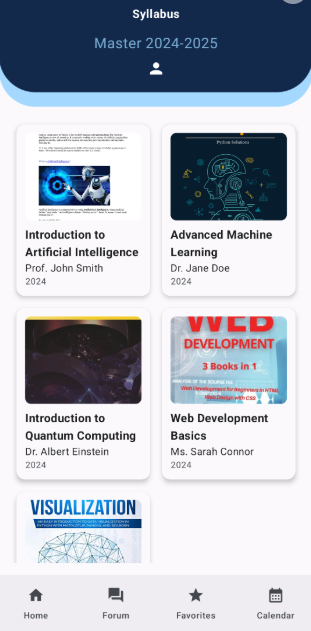 Syllabus
Master 2024-2025
Python Solutions
Introduction to
Artificial Intelligence
Prof. John Smith
2024
Advanced Machine
Learning
Dr. Jane Doe
2024
WEB
DEVELOPMENT
3 Books in 1
Web Development for Beginners in HTML
Web Design with CSS
Introduction to
Quantum Computing
Dr. Albert Einstein
2024
Web Development
Basics
Ms. Sarah Connor
2024
VISUALIZATION
Home
Forum
Favorites
Calendar